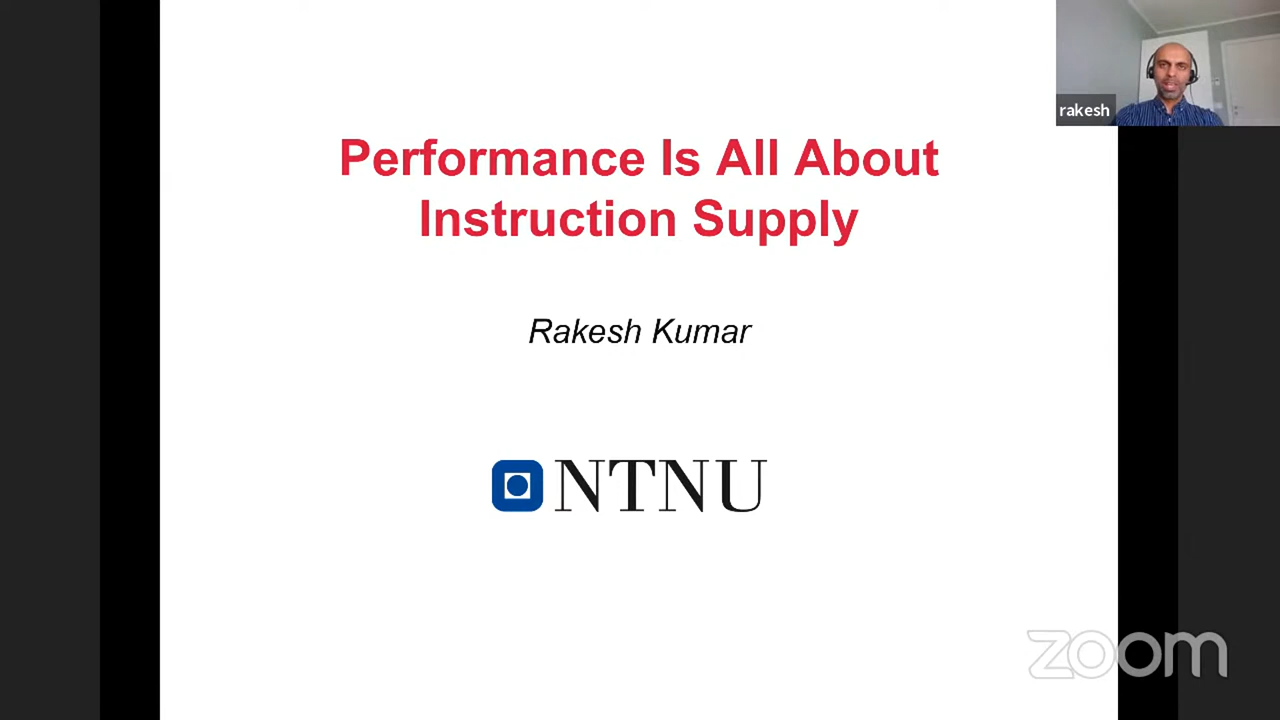 rakesh
Performance Is All About
Instruction Supply
Rakesh Kumar
NTNU
zoom